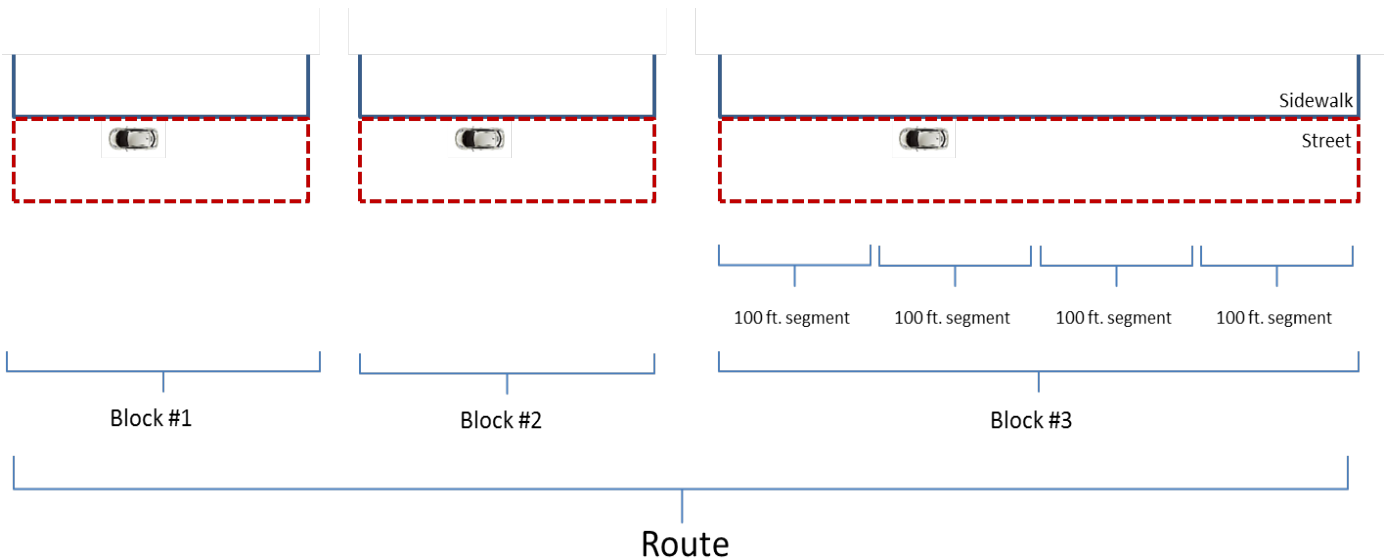 Sidewalk
Street
100 ft. segment
100 ft. segment
100 ft. segment
100 ft. segment
Block #1
Block #2
Block #3
Route